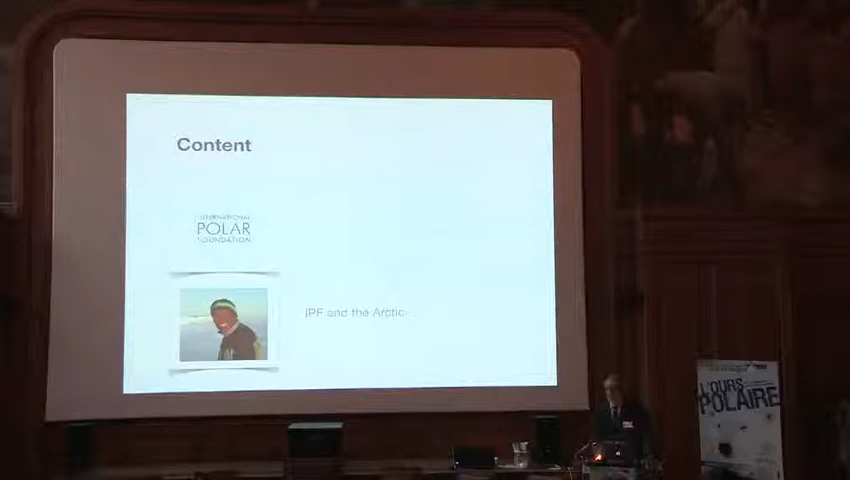 Content
INTERNATIONAL
POLAR
FOUNDATION
IPF and the Arctic
L'OURS
POLAIRE